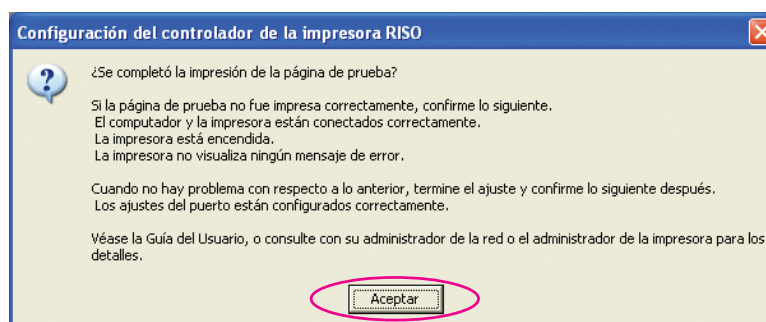 Configuración del controlador de la impresora RISO
¿Se completó la impresión de la página de prueba?
Si la página de prueba no fue impresa correctamente, confirme lo siguiente.
El computador y la impresora están conectados correctamente.
La impresora está encendida.
La impresora no visualiza ningún mensaje de error.
Cuando no hay problema con respecto a lo anterior, termine el ajuste y confirme lo siguiente después.
Los ajustes del puerto están configurados correctamente.
Véase la Guía del Usuario, o consulte con su administrador de la red o el administrador de la impresora para los
detalles.
Aceptar